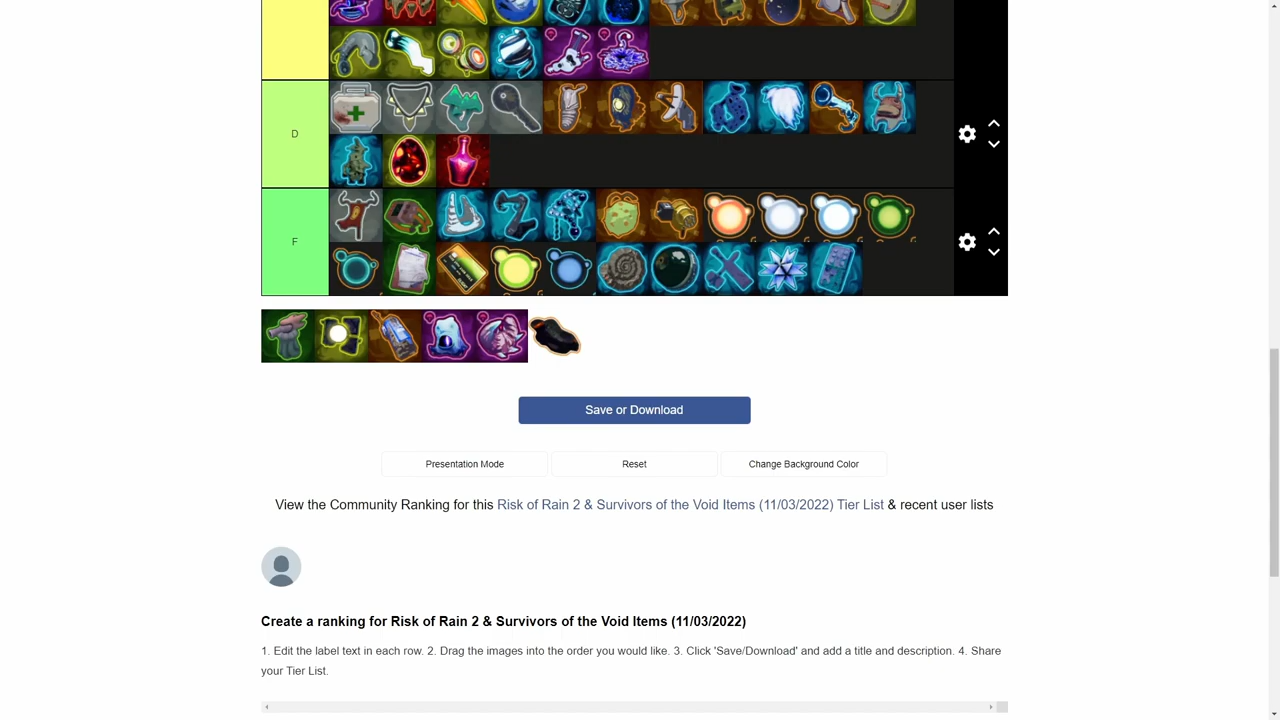 D
F
Save or Download
Presentation Mode
Reset
Change Background Color
View the Community Ranking for this Risk of Rain 2 & Survivors of the Void Items (11/03/2022) Tier List & recent user lists
Create a ranking for Risk of Rain 2 & Survivors of the Void Items (11/03/2022)
1. Edit the label text in each row. 2. Drag the images into the order you would like. 3. Click 'Save/Download' and add a title and description. 4. Share
your Tier List.